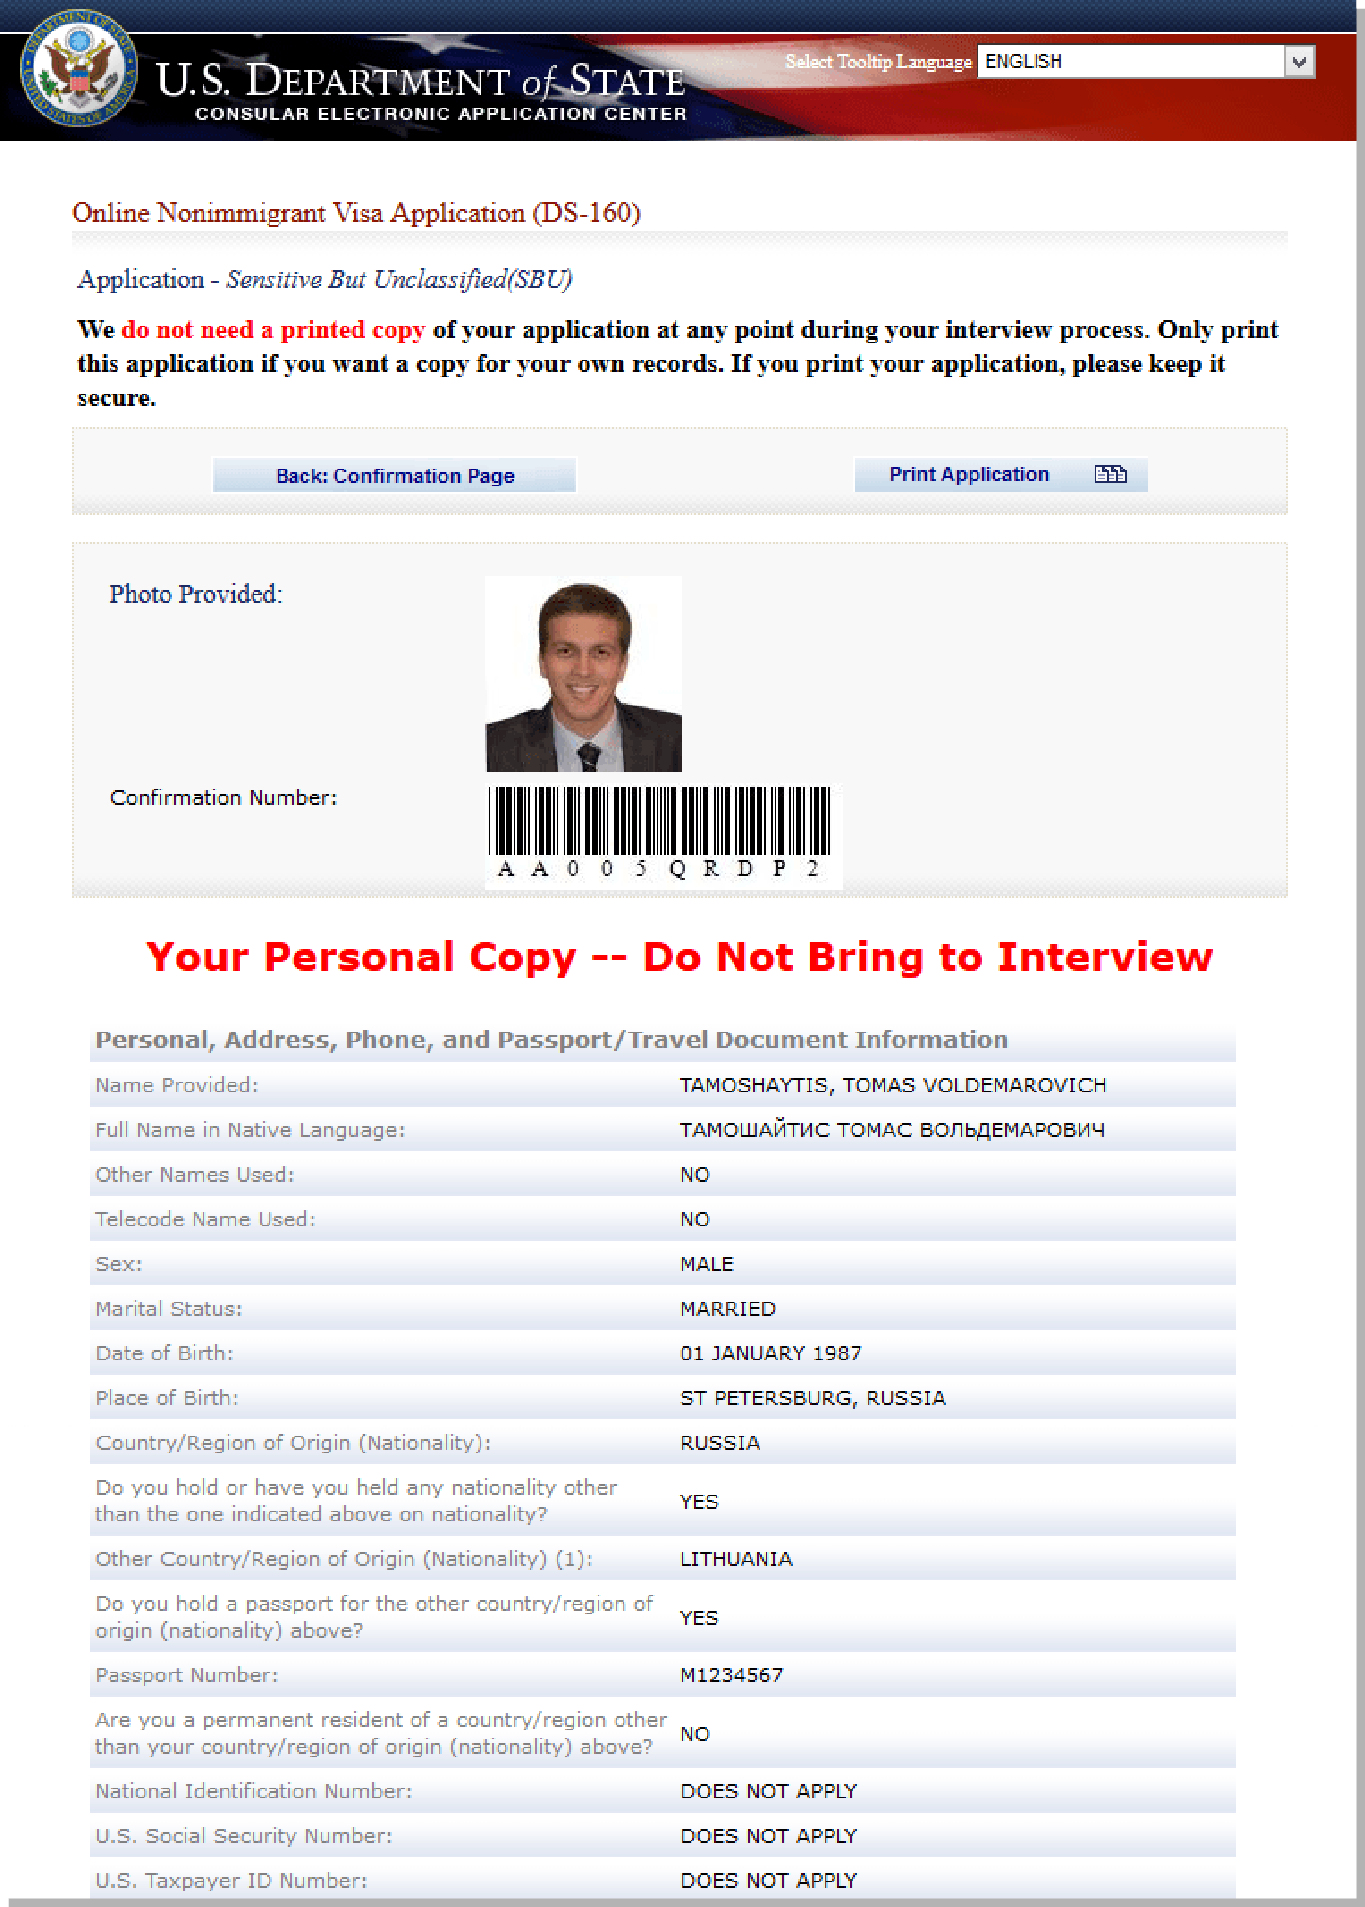 U.S. DEPARTMENT of STATE
CONSULAR ELECTRONIC APPLICATION CENTER
Select Tooltip Language ENGLISH
Online Nonimmigrant Visa Application (DS-160)
Application - Sensitive But Unclassified(SBU)
We do not need a printed copy of your application at any point during your interview process. Only print
this application if you want a copy for your own records. If you print your application, please keep it
secure.
Back: Confirmation Page
Print Application
Photo Provided:
Confirmation Number:
A A 0 0 5 Q R D P 2
Your Personal Copy -- Do Not Bring to Interview
Personal, Address, Phone, and Passport/Travel Document Information
Name Provided: TAMOSHAYTIS, TOMAS VOLDEMAROVICH
Full Name in Native Language: ТАМОШАЙТИС ТОМАС ВОЛЬДЕМАРОВИЧ
Other Names Used: NO
Telecode Name Used: NO
Sex: MALE
Marital Status: MARRIED
Date of Birth: 01 JANUARY 1987
Place of Birth: ST PETERSBURG, RUSSIA
Country/Region of Origin (Nationality): RUSSIA
Do you hold or have you held any nationality other
than the one indicated above on nationality?
YES
Other Country/Region of Origin (Nationality) (1): LITHUANIA
Do you hold a passport for the other country/region of
origin (nationality) above?
YES
Passport Number: M1234567
Are you a permanent resident of a country/region other
than your country/region of origin (nationality) above?
NO
National Identification Number: DOES NOT APPLY
U.S. Social Security Number: DOES NOT APPLY
U.S. Taxpayer ID Number: DOES NOT APPLY